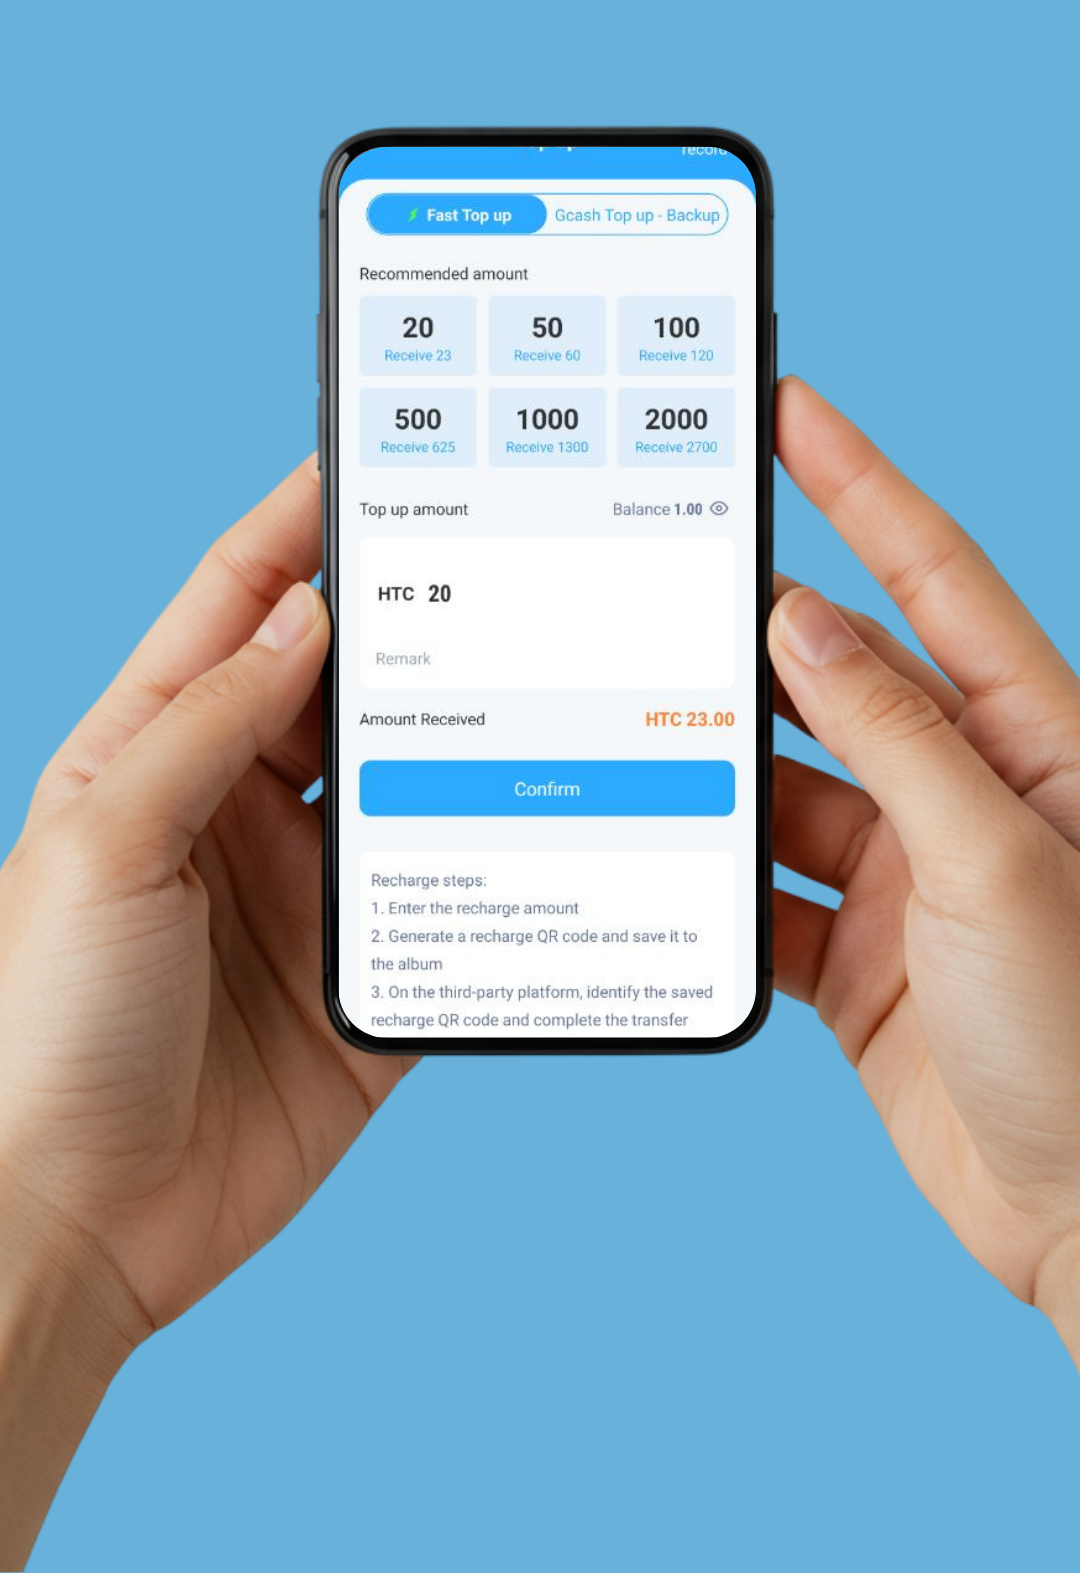 record
Fast Top up
Gcash Top up - Backup
Recommended amount
20
50
100
Receive 23
Receive 60
Receive 120
500
1000
2000
Receive 625
Receive 1300
Receive 2700
Top up amount
Balance 1.00
HTC 20
Remark
Amount Received
HTC 23.00
Confirm
Recharge steps:
1. Enter the recharge amount
2. Generate a recharge QR code and save it to
the album
3. On the third-party platform, identify the saved
recharge QR code and complete the transfer